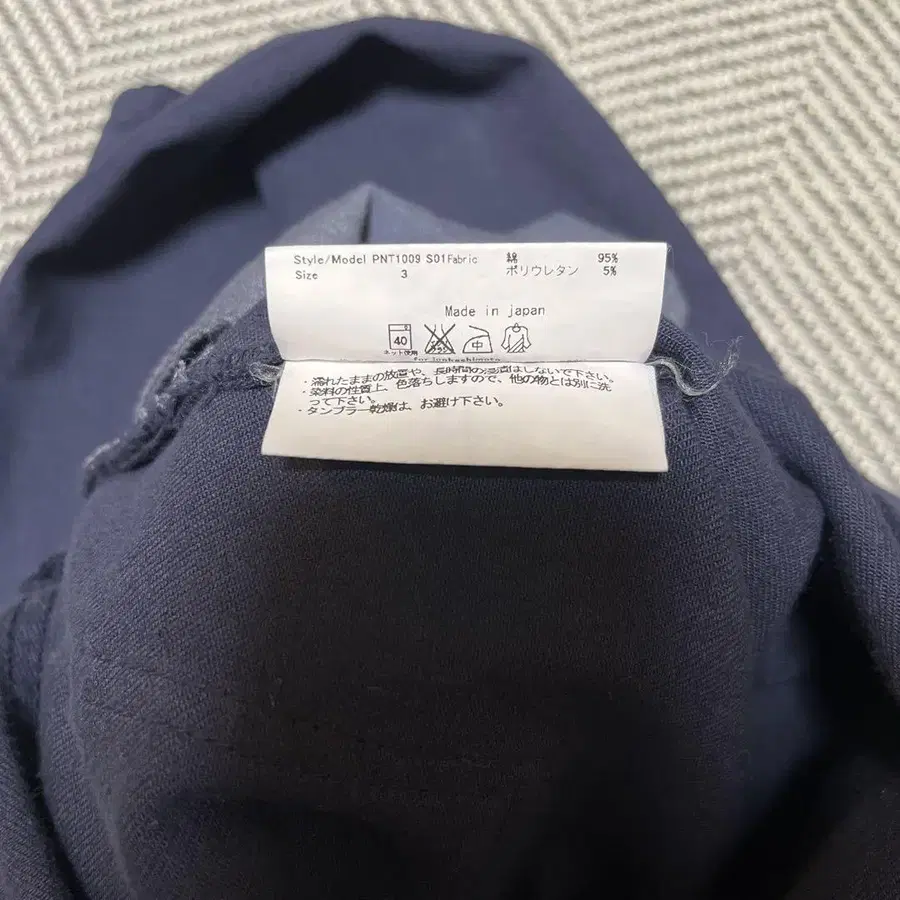 Style/Model PNT1009 S01Fabric 綿 95%
Size 3 ポリウレタン 5%
Made in japan
40
ネット使用
中
for junhashimoto
・濡れたままの放置や、長時間の浸漬はしないで下さい。
・染料の性質上、色落ちしますので、他の物とは別に洗
って下さい。
・タンブラー乾燥は、お避け下さい。